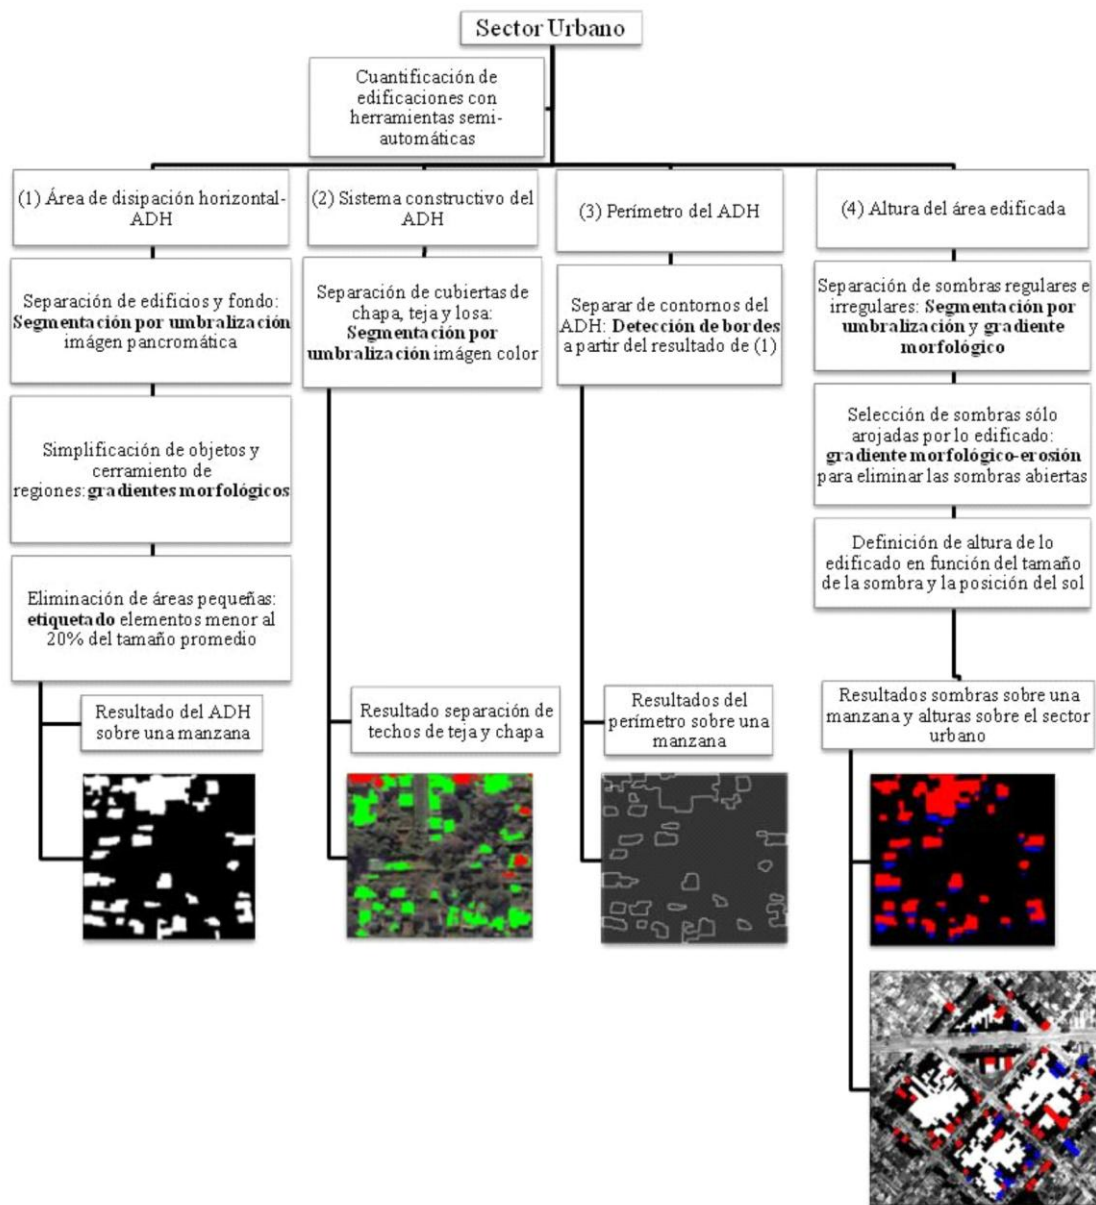 Sector Urbano
Cuantificación de
edificaciones con
herramientas semi-
automáticas
(1) Área de disipación horizontal-
ADH
Separación de edificios y fondo:
Segmentación por umbralización
imágen pancromática
Simplificación de objetos y
cerramiento de
regiones: gradientes morfológicos
Eliminación de áreas pequeñas:
etiquetado elementos menor al
20% del tamaño promedio
Resultado del ADH
sobre una manzana
(2) Sistema constructivo del
ADH
Separación de cubiertas de
chapa, teja y losa:
Segmentación por
umbralización imágen color
Resultado separación de
techos de teja y chapa
(3) Perímetro del ADH
Separar de contornos del
ADH: Detección de bordes
a partir del resultado de (1)
Resultados del
perímetro sobre una
manzana
(4) Altura del área edificada
Separación de sombras regulares e
irregulares: Segmentación por
umbralización y gradiente
morfológico
Selección de sombras sólo
arojadas por lo edificado:
gradiente morfológico-erosión
para eliminar las sombras abiertas
Definición de altura de lo
edificado en función del tamaño
de la sombra y la posición del sol
Resultados sombras sobre una
manzana y alturas sobre el sector
urbano